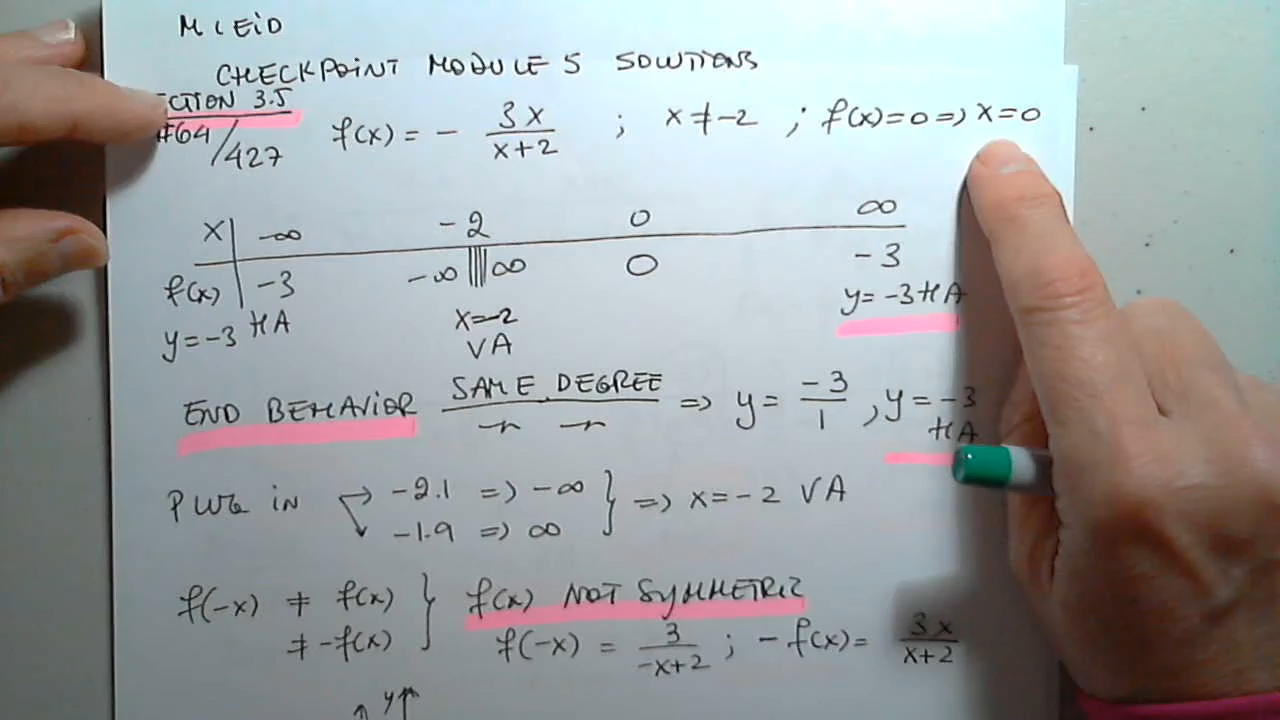 MCEID
CHECKPOINT MODULE 5 SOLUTIONS
CTION 3.5
#64/427 f(x) = - 3x/x+2 ; x≠-2 ; f(x)=0 => x=0
x | -∞ -2 0 ∞
f(x) | -3 -∞ |||| ∞ 0 -3
y=-3 HA x=-2 VA y=-3 HA
END BEHAVIOR SAME DEGREE => y = -3/1 , y=-3 HA
PLUG in → -2.1 => -∞ } => x=-2 VA
-1.9 => ∞
f(-x) ≠ f(x) } f(x) NOT SYMMETRIC
≠ -f(x) f(-x) = 3/-x+2 ; -f(x) = 3x/x+2
y